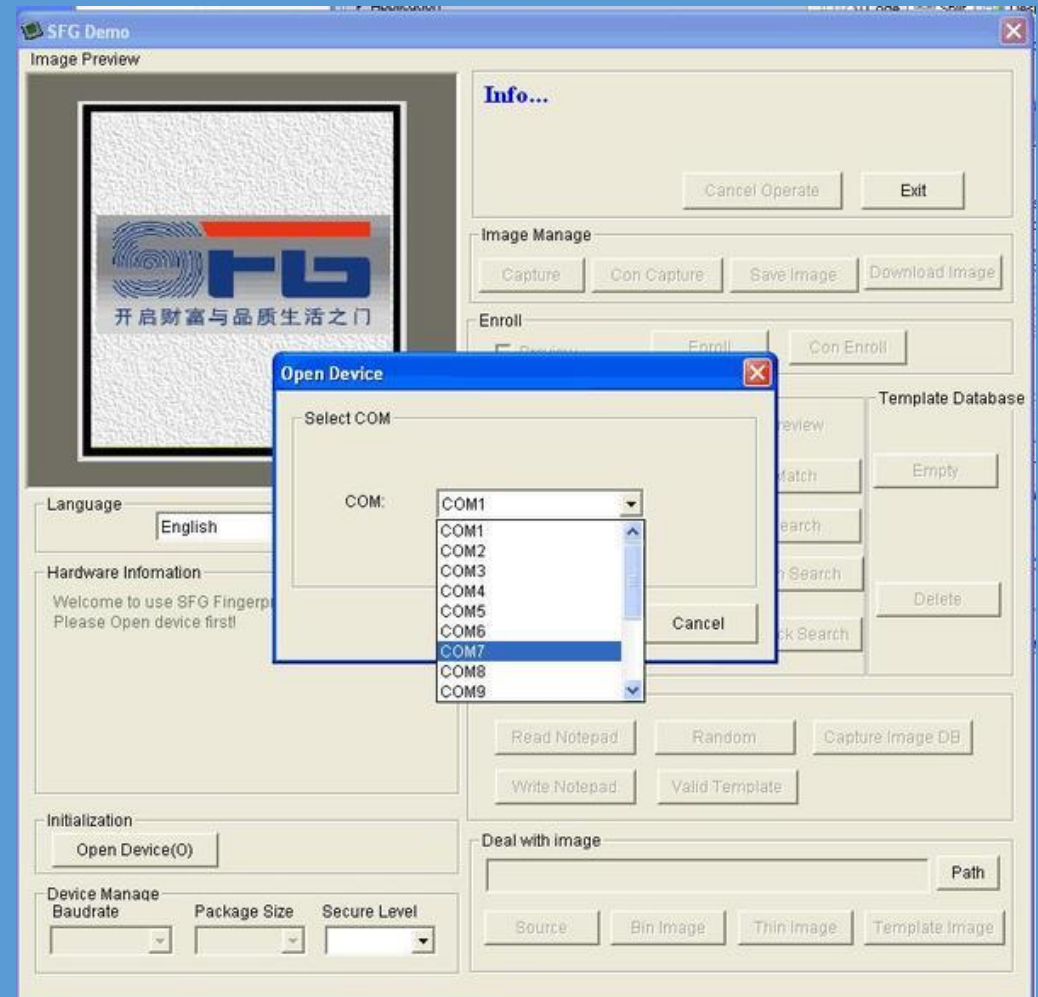 Application
SFG Demo
Image Preview
SFG
开启财富与品质生活之门
Info...
Cancel Operate
Exit
Image Manage
Capture
Con Capture
Save Image
Download Image
Enroll
Preview
Enroll
Con Enroll
Open Device
Select COM
COM:
COM1
COM1
COM2
COM3
COM4
COM5
COM6
COM7
COM8
COM9
Cancel
Search
Template Database
Empty
Delete
Language
English
Hardware Infomation
Welcome to use SFG
Please Open device first!
Read Notepad
Random
Capture Image DB
Write Notepad
Valid Template
Initialization
Open Device(O)
Device Manage
Baudrate
Package Size
Secure Level
Deal with image
Path
Source
Bin Image
Thin Image
Template Image